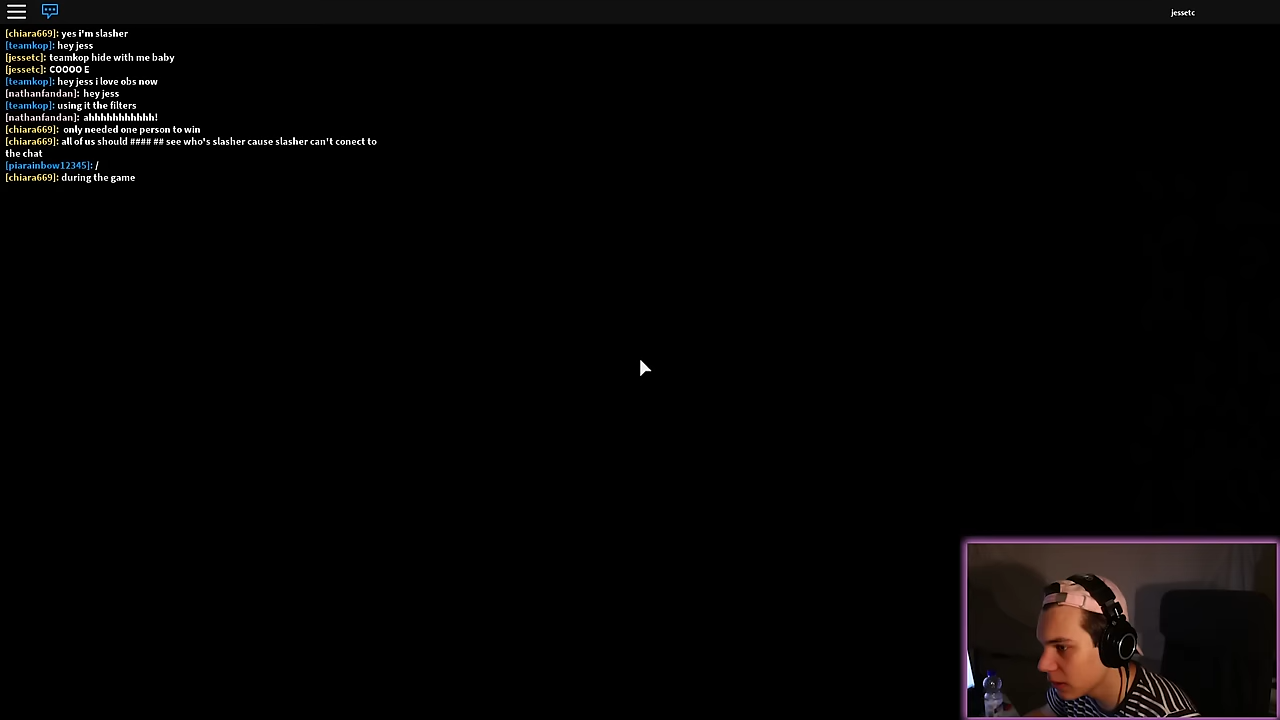 jessetc
[chiara669]: yes i'm slasher
[teamkop]: hey jess
[jessetc]: teamkop hide with me baby
[jessetc]: COOOO E
[teamkop]: hey jess i love obs now
[nathanfandan]: hey jess
[teamkop]: using it the filters
[nathanfandan]: ahhhhhhhhhhh!
[chiara669]: only needed one person to win
[chiara669]: all of us should #### ## see who's slasher cause slasher can't conect to
the chat
[piarainbow12345]: /
[chiara669]: during the game